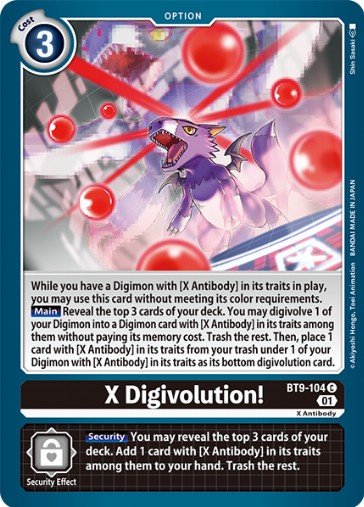 OPTION
Cost
3
Shin Sasaki
©Akiyoshi Hongo, Toei Animation BANDAI MADE IN JAPAN
While you have a Digimon with [X Antibody] in its traits in play,
you may use this card without meeting its color requirements.
Main Reveal the top 3 cards of your deck. You may digivolve 1 of
your Digimon into a Digimon card with [X Antibody] in its traits among
them without paying its memory cost. Trash the rest. Then, place 1
card with [X Antibody] in its traits from your trash under 1 of your
Digimon with [X Antibody] in its traits as its bottom digivolution card.
X Digivolution!
BT9-104 C
01
X Antibody
Security You may reveal the top 3 cards of your
deck. Add 1 card with [X Antibody] in its traits
among them to your hand. Trash the rest.
Security Effect